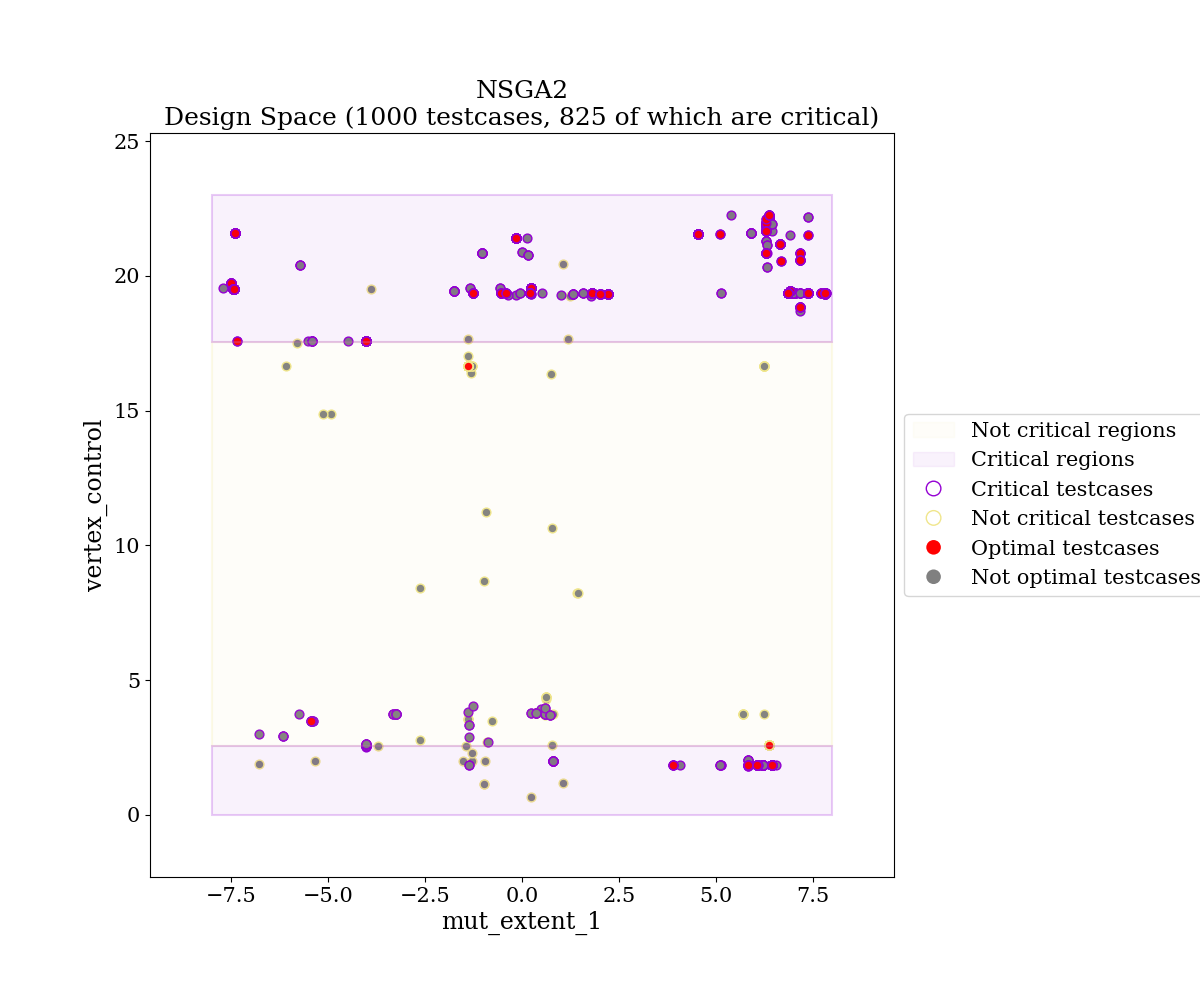 NSGA2
Design Space (1000 testcases, 825 of which are critical)
25
20
15
10
5
0
vertex_control
−7.5
−5.0
−2.5
0.0
2.5
5.0
7.5
mut_extent_1
Not critical regions
Critical regions
Critical testcases
Not critical testcases
Optimal testcases
Not optimal testcases